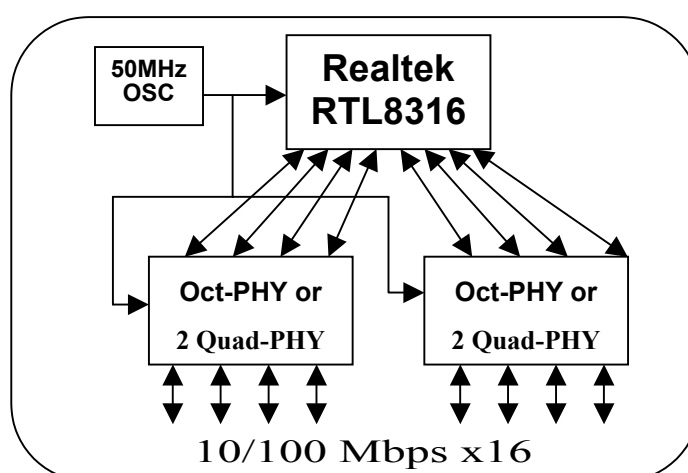 50MHz
OSC
Realtek
RTL8316
Oct-PHY or
2 Quad-PHY
Oct-PHY or
2 Quad-PHY
10/100 Mbps x16